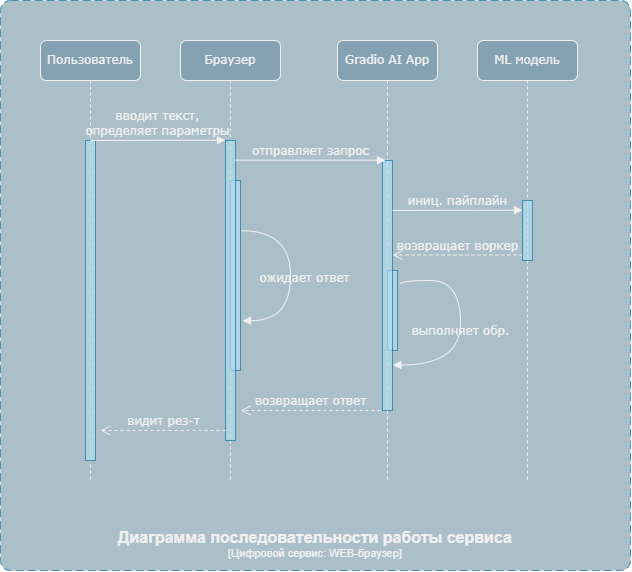 Пользователь
Браузер
Gradio AI App
ML модель
вводит текст,
определяет параметры
отправляет запрос
иниц. пайплайн
возвращает воркер
ожидает ответ
выполняет обр.
возвращает ответ
видит рез-т
Диаграмма последовательности работы сервиса
[Цифровой сервис: WEB-браузер]